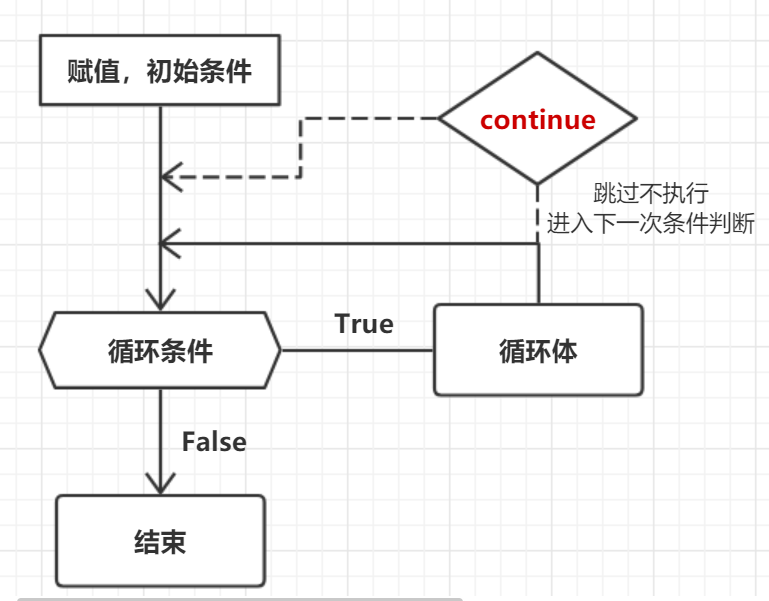 赋值，初始条件
continue
跳过不执行
进入下一次条件判断
True
循环条件
循环体
False
结束